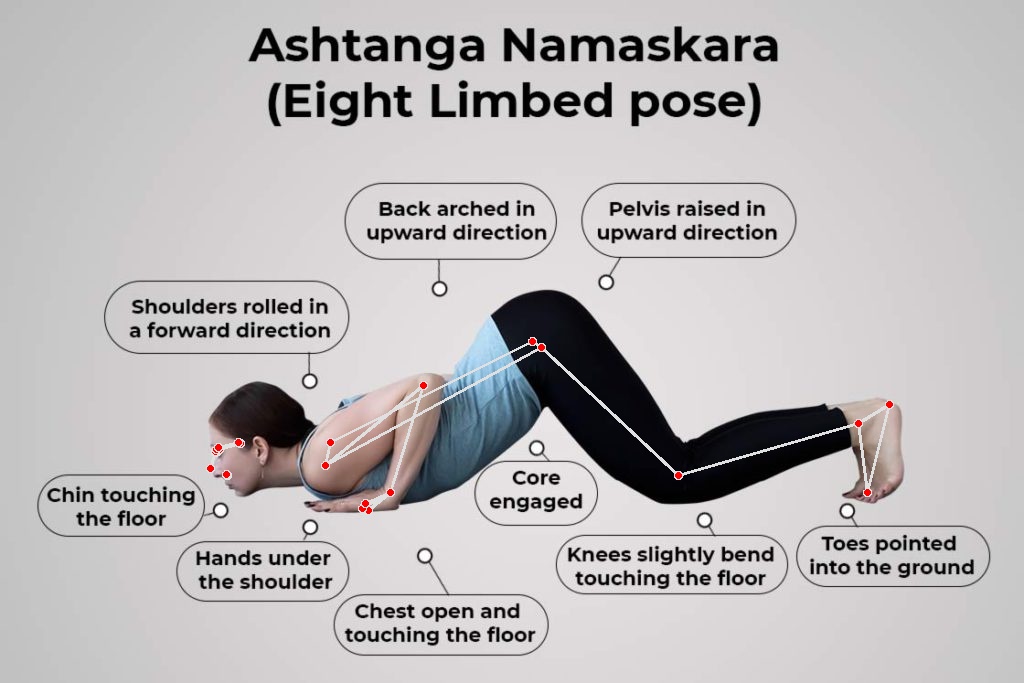 Ashtanga Namaskara
(Eight Limbed pose)
Back arched in
upward direction
Pelvis raised in
upward direction
Shoulders rolled in
a forward direction
Chin touching
the floor
Core
engaged
Hands under
the shoulder
Knees slightly bend
touching the floor
Toes pointed
into the ground
Chest open and
touching the floor